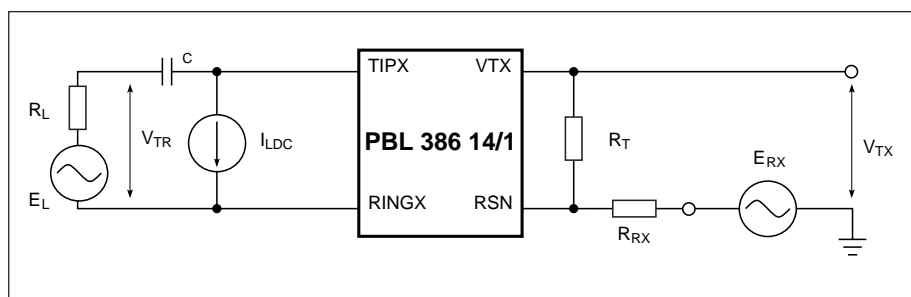 C
TIPX
VTX
RL
VTR
ILDC
PBL 386 14/1
RT
ERX
VTX
EL
RINGX
RSN
RRX